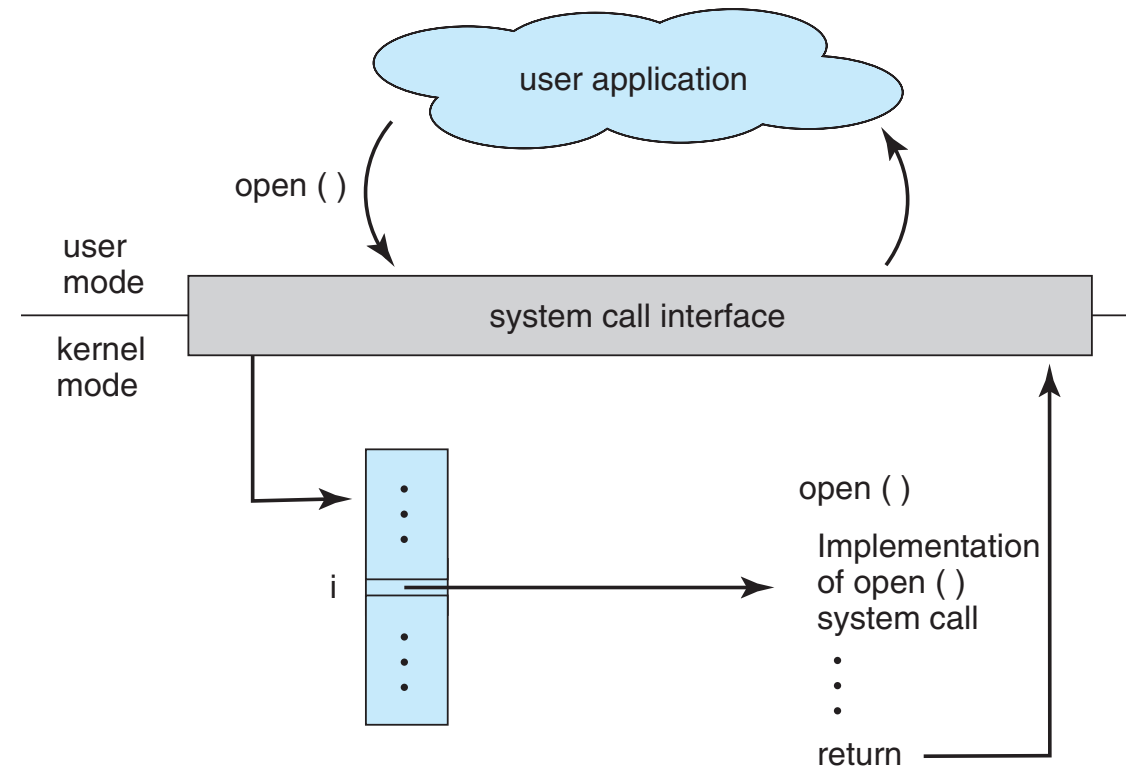 user application
open ( )
user
mode
system call interface
kernel
mode
open ( )
Implementation
of open ( )
system call
i
return